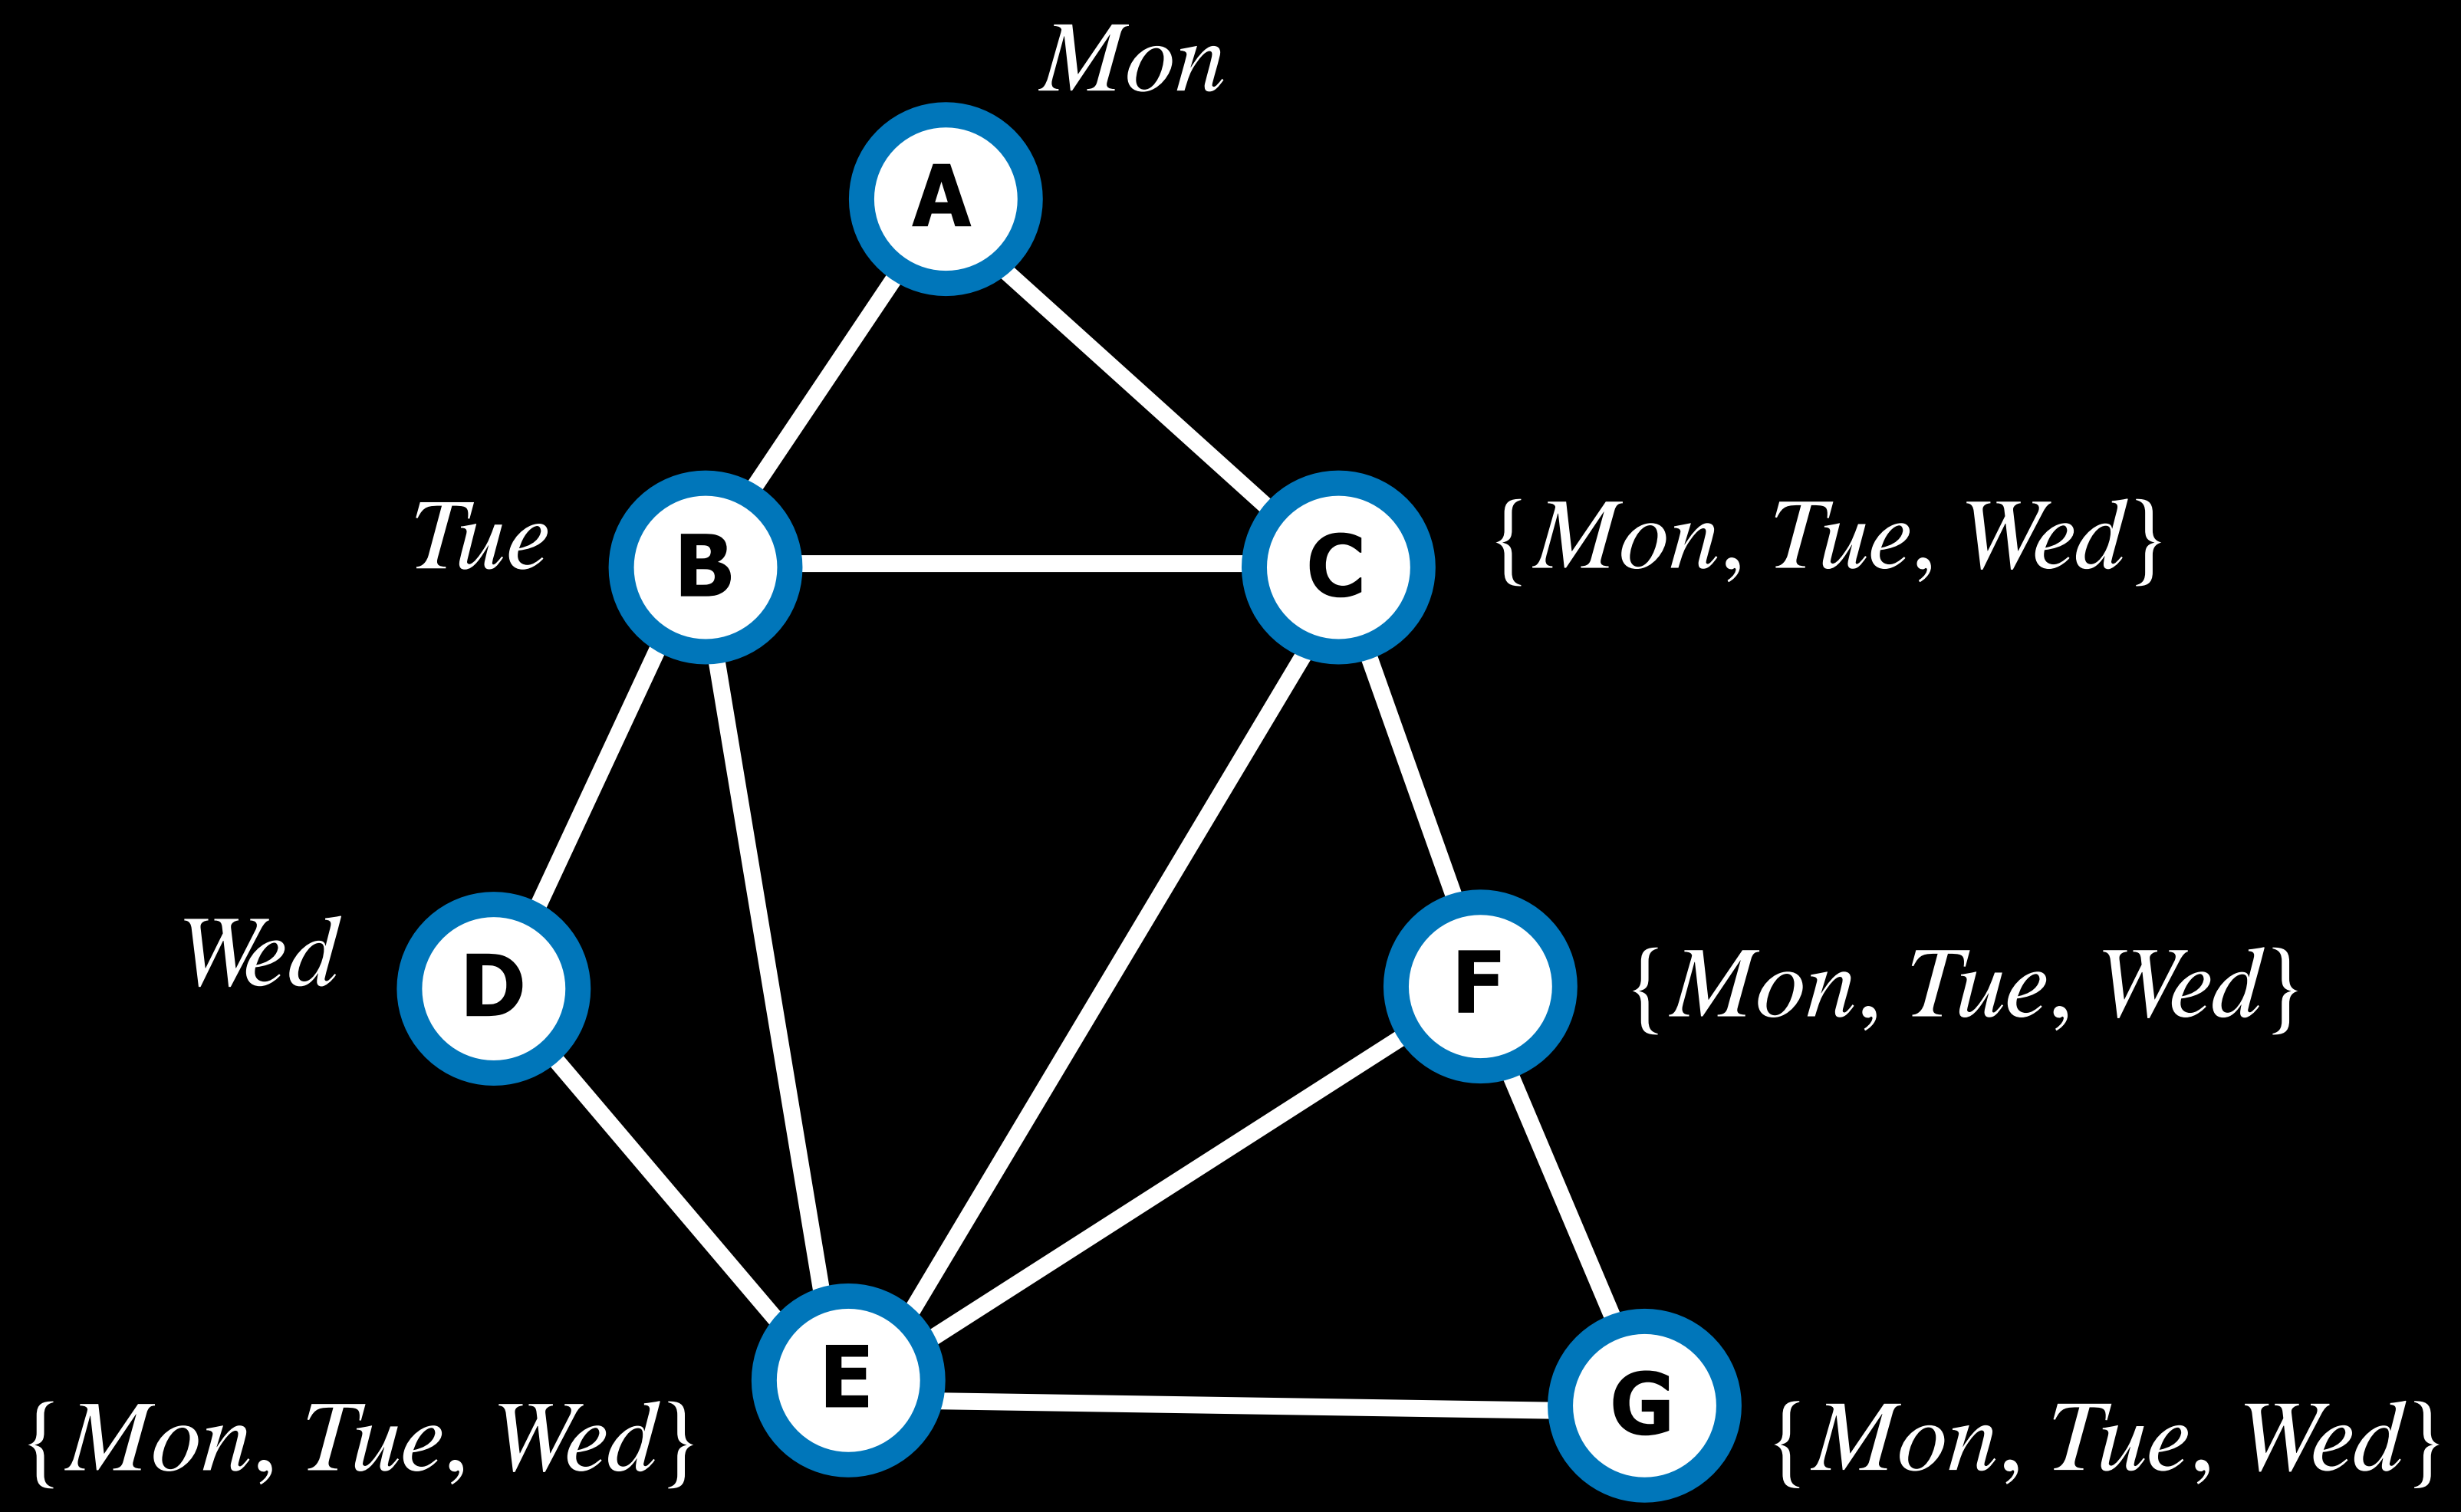 Mon
A
Tue
B
C
{Mon, Tue, Wed}
Wed
D
F
{Mon, Tue, Wed}
{Mon, Tue, Wed}
E
G
{Mon, Tue, Wed}